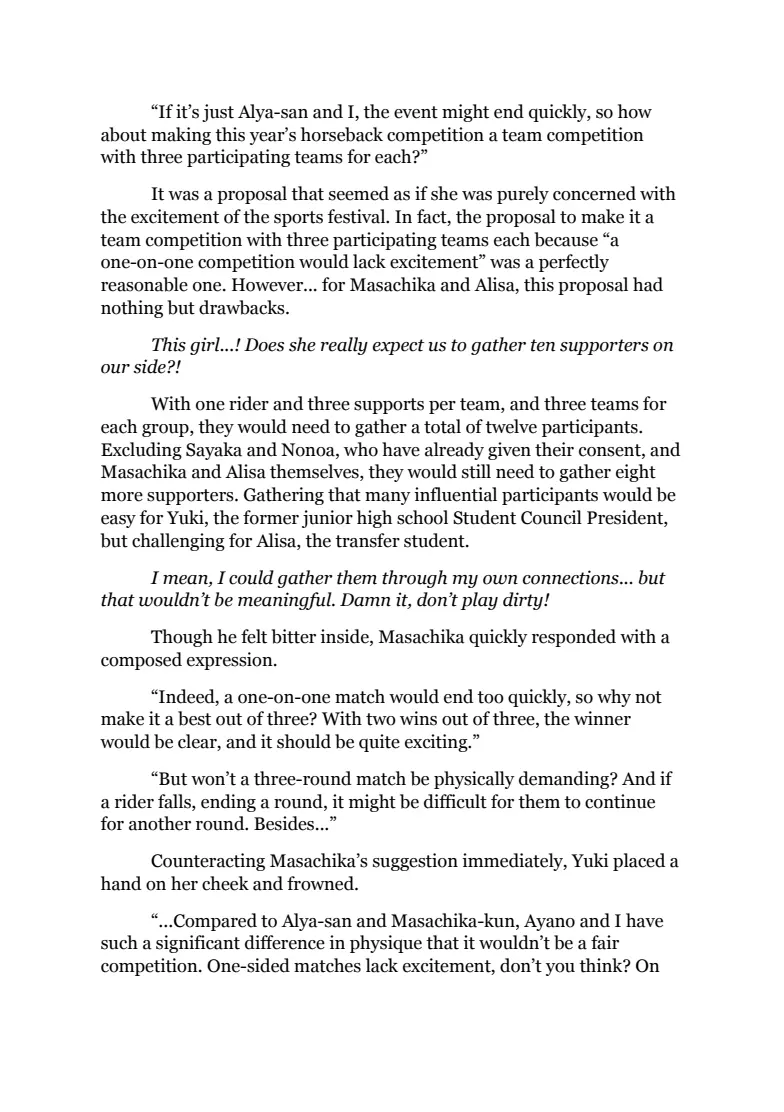 “If it’s just Alya-san and I, the event might end quickly, so how
about making this year’s horseback competition a team competition
with three participating teams for each?”
It was a proposal that seemed as if she was purely concerned with
the excitement of the sports festival. In fact, the proposal to make it a
team competition with three participating teams each because “a
one-on-one competition would lack excitement” was a perfectly
reasonable one. However... for Masachika and Alisa, this proposal had
nothing but drawbacks.
This girl...! Does she really expect us to gather ten supporters on
our side?!
With one rider and three supports per team, and three teams for
each group, they would need to gather a total of twelve participants.
Excluding Sayaka and Nonoa, who have already given their consent, and
Masachika and Alisa themselves, they would still need to gather eight
more supporters. Gathering that many influential participants would be
easy for Yuki, the former junior high school Student Council President,
but challenging for Alisa, the transfer student.
I mean, I could gather them through my own connections... but
that wouldn’t be meaningful. Damn it, don’t play dirty!
Though he felt bitter inside, Masachika quickly responded with a
composed expression.
“Indeed, a one-on-one match would end too quickly, so why not
make it a best out of three? With two wins out of three, the winner
would be clear, and it should be quite exciting.”
“But won’t a three-round match be physically demanding? And if
a rider falls, ending a round, it might be difficult for them to continue
for another round. Besides...”
Counteracting Masachika’s suggestion immediately, Yuki placed a
hand on her cheek and frowned.
“...Compared to Alya-san and Masachika-kun, Ayano and I have
such a significant difference in physique that it wouldn’t be a fair
competition. One-sided matches lack excitement, don’t you think? On